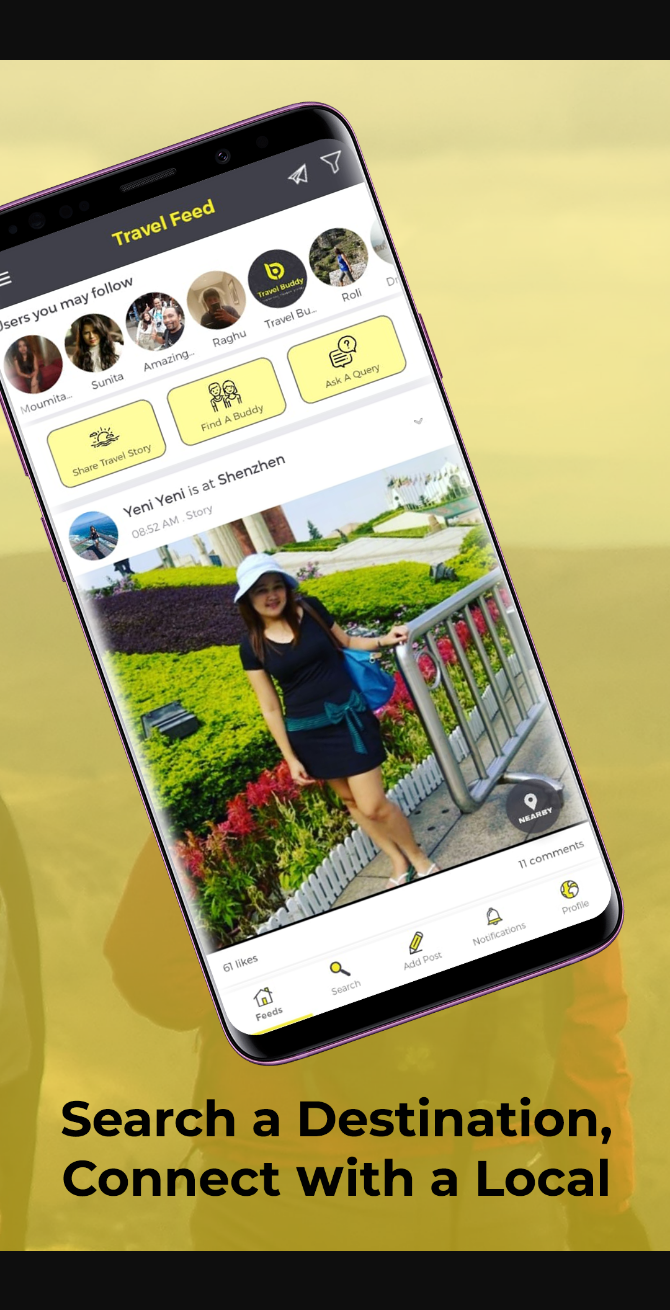 Travel Feed
Users you may follow
Moumita...
Sunita
Amazing...
Raghu
Travel Buddy
Travel Bu...
Roli
Share Travel Story
Find A Buddy
Ask A Query
Yeni Yeni is at Shenzhen
08:52 AM . Story
NEARBY
61 likes
11 comments
Feeds
Search
Add Post
Notifications
Profile
Search a Destination,
Connect with a Local